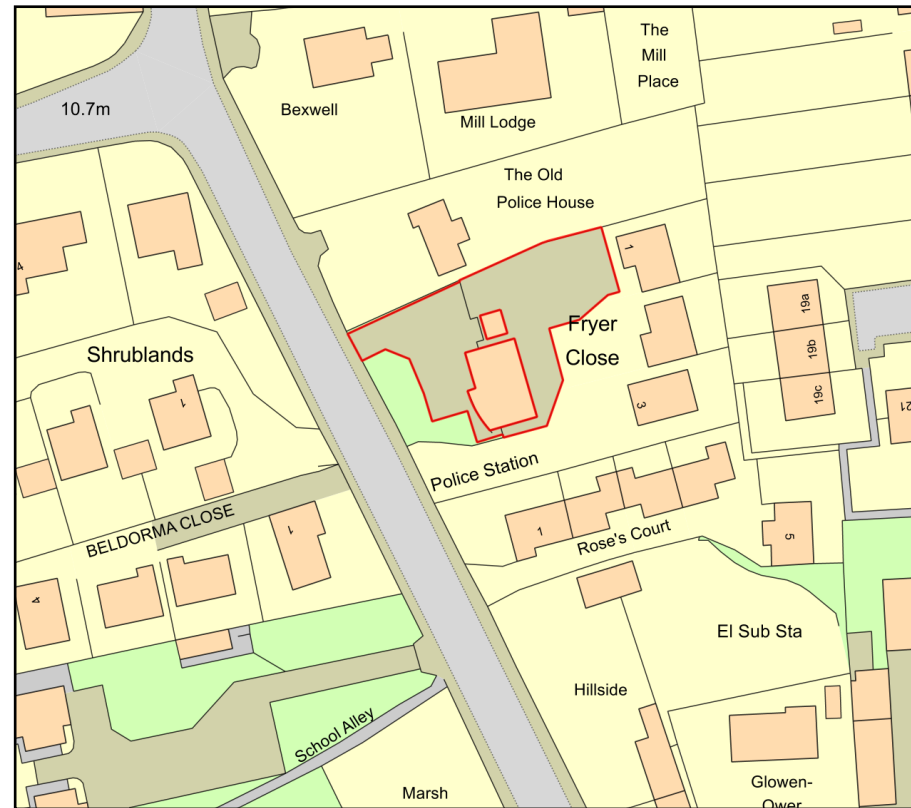 The
Mill
Place
10.7m
Bexwell
Mill Lodge
The Old
Police House
4
1
19a
Fryer
Close
Shrublands
19b
1
3
19c
21
Police Station
BELDORMA CLOSE
1
1
Rose's Court
5
4
El Sub Sta
Hillside
School Alley
Marsh
Glowen-
Ower